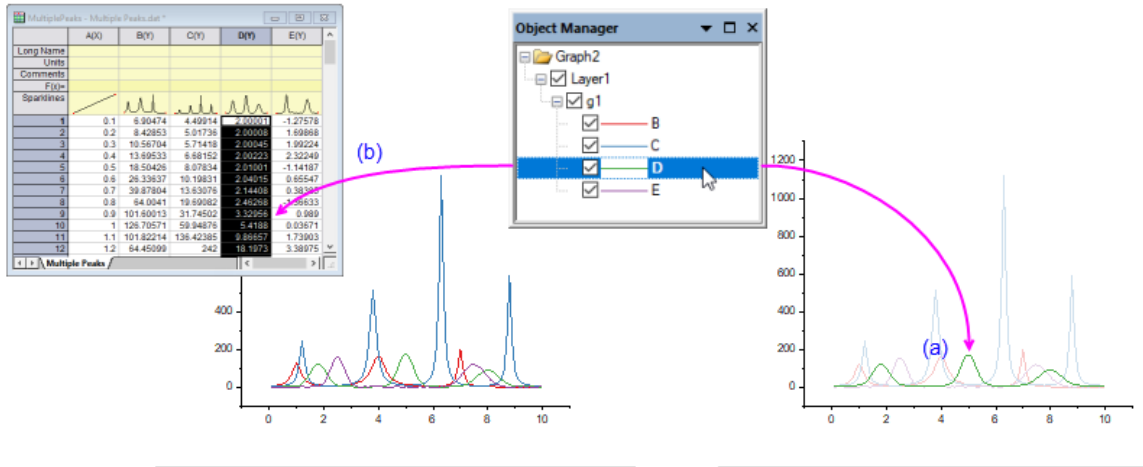 MultiplePeaks - Multiple Peaks.dat *
A(X) B(Y) C(Y) D(Y) E(Y)
Long Name
Units
Comments
F(x)=
Sparklines
1 0.1 6.90474 4.49914 2.00001 -1.27578
2 0.2 8.42853 5.01736 2.00008 1.69868
3 0.3 10.56704 5.71418 2.00045 1.99224
4 0.4 13.69533 6.68152 2.00223 2.32249
5 0.5 18.50426 8.07834 2.01001 -1.14187
6 0.6 26.33637 10.19831 2.04015 0.65547
7 0.7 39.87804 13.63076 2.14408
8 0.8 64.0041 19.69082 2.46268
9 0.9 101.60013 31.74502 3.32956 0.989
10 1 126.70571 59.94876 5.4188 0.03671
11 1.1 101.82214 136.42385 9.86657 1.73903
12 1.2 64.45099 242 18.1973 3.38975
Multiple Peaks
Object Manager
Graph2
Layer1
g1
B
C
D
E
(b)
(a)
400
200
0
0 2 4 6 8 10
1200
1000
800
600
400
200
0
0 2 4 6 8 10